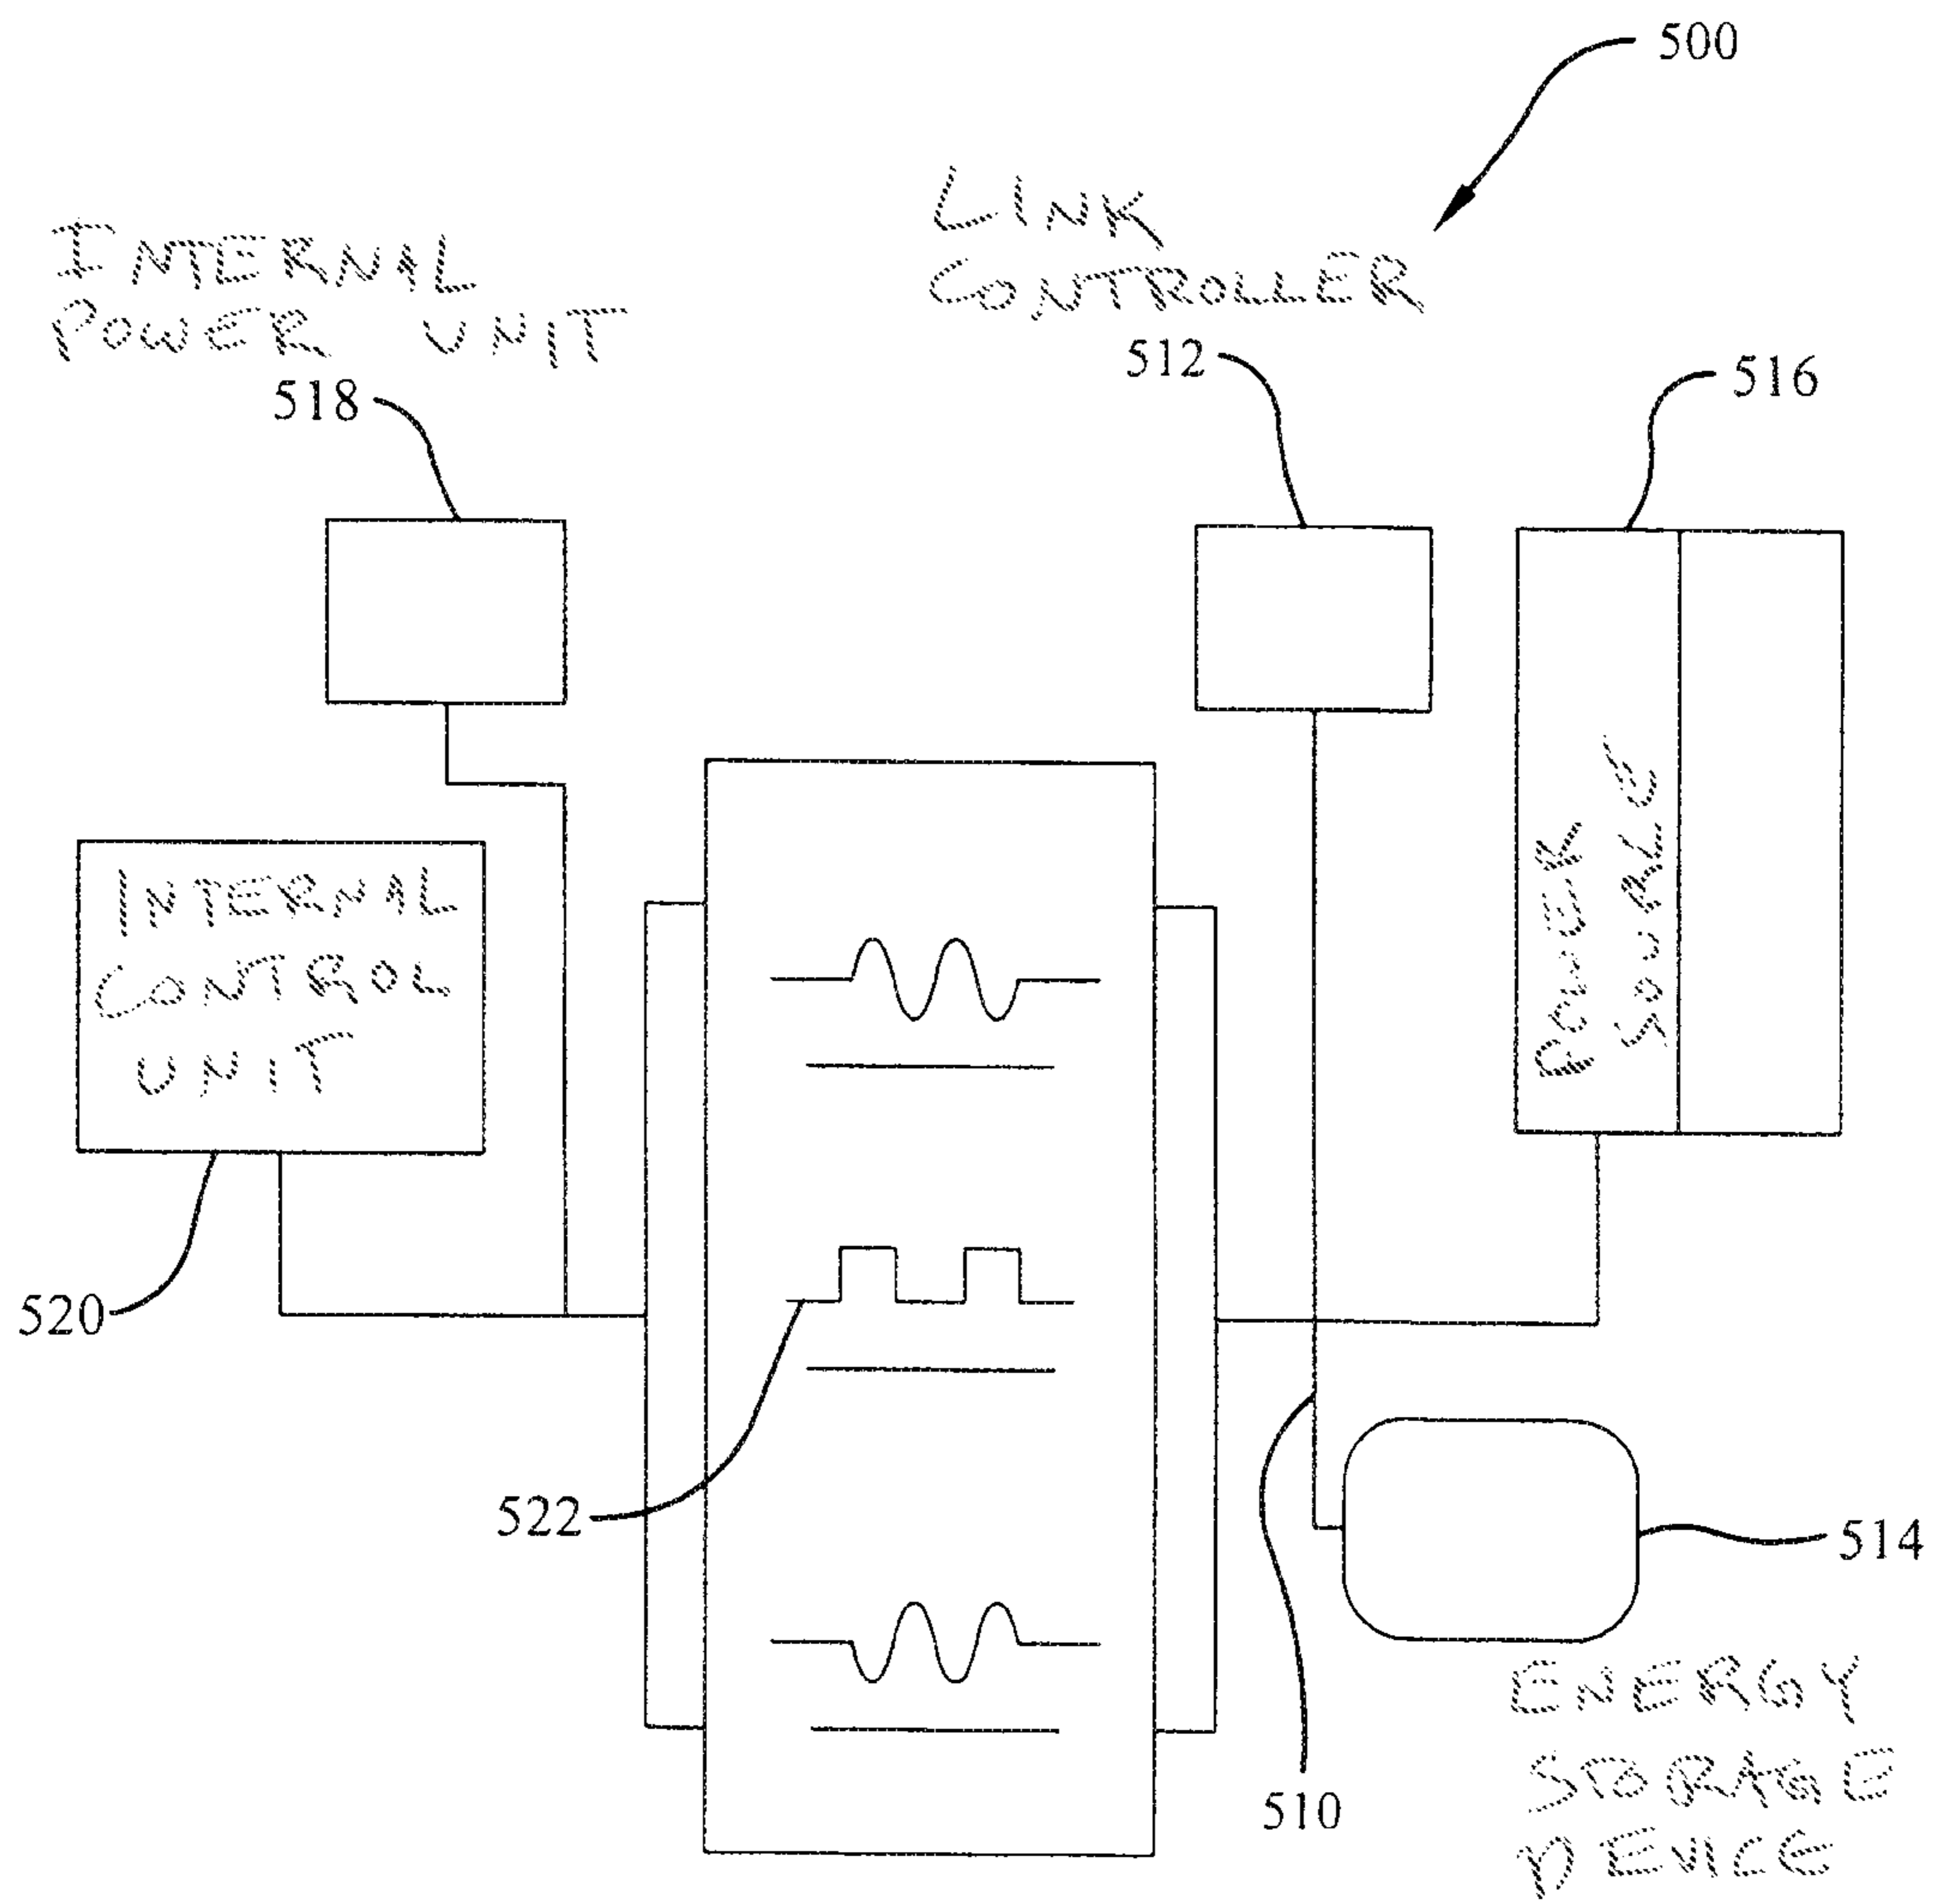 500
LINK
CONTROLLER
512
INTERNAL
POWER UNIT
518
516
POWER
SOURCE
INTERNAL
CONTROL
UNIT
520
522
510
514
ENERGY
STORAGE
DEVICE